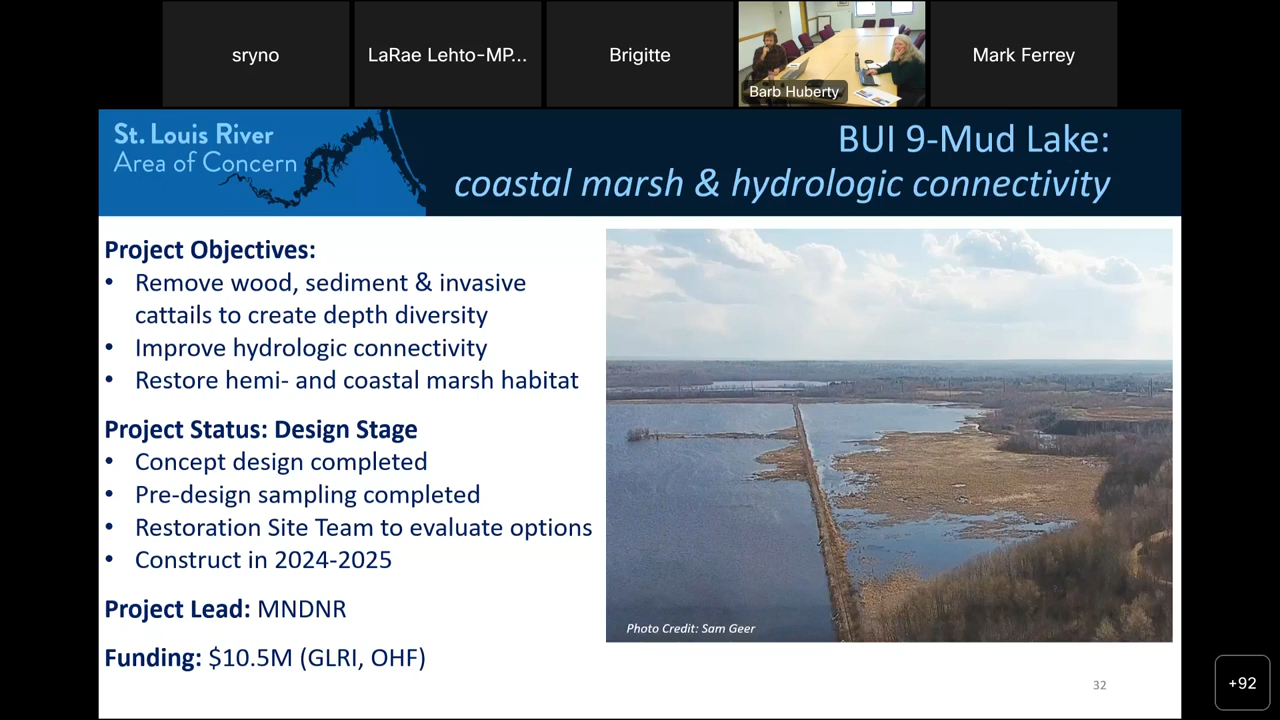 sryno
LaRae Lehto-MP...
Brigitte
Barb Huberty
Mark Ferrey
St. Louis River
Area of Concern
BUI 9-Mud Lake:
coastal marsh & hydrologic connectivity
Project Objectives:
• Remove wood, sediment & invasive
cattails to create depth diversity
• Improve hydrologic connectivity
• Restore hemi- and coastal marsh habitat
Project Status: Design Stage
• Concept design completed
• Pre-design sampling completed
• Restoration Site Team to evaluate options
• Construct in 2024-2025
Project Lead: MNDNR
Funding: $10.5M (GLRI, OHF)
Photo Credit: Sam Geer
32
+92